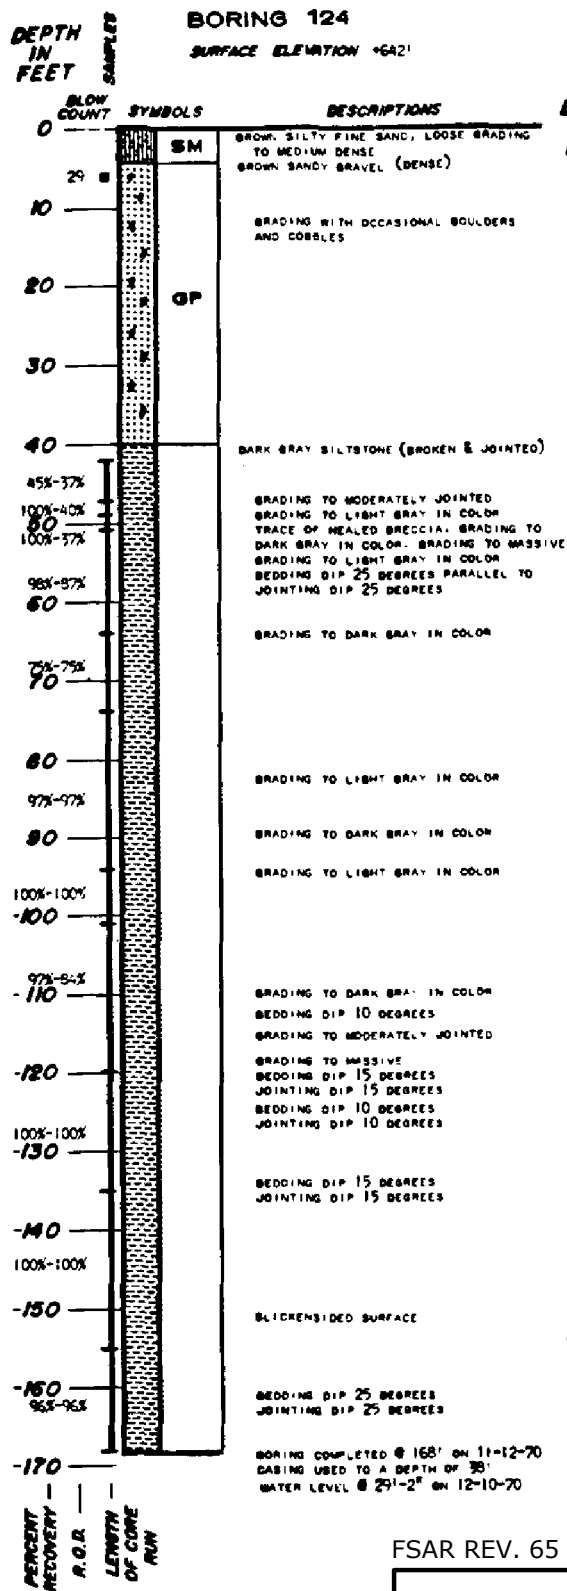 BORING 124
SURFACE ELEVATION +642'
DEPTH
IN
FEET
SAMPLES
BLOW
COUNT
SYMBOLS
DESCRIPTIONS
0
SM
BROWN SILTY FINE SAND, LOOSE GRADING
TO MEDIUM DENSE
BROWN SANDY GRAVEL (DENSE)
29
10
GRADING WITH OCCASIONAL BOULDERS
AND COBBLES
20
GP
30
40
DARK GRAY SILTSTONE (BROKEN & JOINTED)
45%-37%
GRADING TO MODERATELY JOINTED
100%-40%
GRADING TO LIGHT GRAY IN COLOR
50
TRACE OF HEALED BRECCIA. GRADING TO
100%-37%
DARK GRAY IN COLOR. GRADING TO MASSIVE
GRADING TO LIGHT GRAY IN COLOR
98%-87%
BEDDING DIP 25 DEGREES PARALLEL TO
JOINTING DIP 25 DEGREES
60
GRADING TO DARK GRAY IN COLOR
75%-75%
70
80
GRADING TO LIGHT GRAY IN COLOR
97%-97%
90
GRADING TO DARK GRAY IN COLOR
GRADING TO LIGHT GRAY IN COLOR
100%-100%
-100
97%-84%
-110
GRADING TO DARK GRAY IN COLOR
BEDDING DIP 10 DEGREES
GRADING TO MODERATELY JOINTED
GRADING TO MASSIVE
-120
BEDDING DIP 15 DEGREES
JOINTING DIP 15 DEGREES
BEDDING DIP 10 DEGREES
JOINTING DIP 10 DEGREES
100%-100%
-130
BEDDING DIP 15 DEGREES
JOINTING DIP 15 DEGREES
-140
100%-100%
-150
SLICKENSIDED SURFACE
-160
BEDDING DIP 25 DEGREES
96%-96%
JOINTING DIP 25 DEGREES
BORING COMPLETED @ 168' ON 11-12-70
-170
CASING USED TO A DEPTH OF 38'
WATER LEVEL @ 29'-2" ON 12-10-70
PERCENT
RECOVERY
R.Q.D.
LENGTH
OF CORE
RUN
FSAR REV. 65